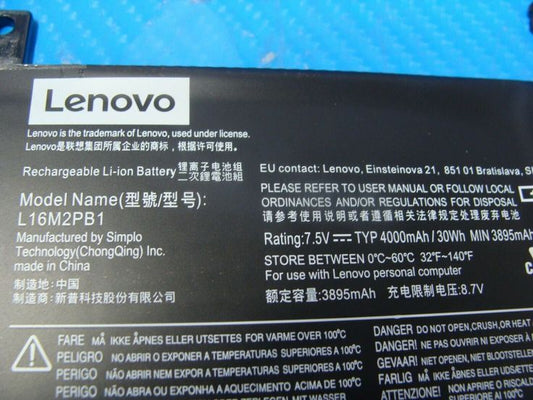 Lenovo
Lenovo is the trademark of Lenovo, used under license.
Lenovo是联想集团所属企业的商标，根据许可使用。
Rechargeable Li-ion Battery 锂离子电池组
二次鋰電池組
Model Name(型號/型号):
L16M2PB1
Manufactured by Simplo
Technology(ChongQing) Inc.
made in China
制造地: 中国
制造商: 新普科技股份有限公司
EU contact: Lenovo, Einsteinova 21, 851 01 Bratislava,
PLEASE REFER TO USER MANUAL OR FOLLOW LOCAL
ORDINANCES AND/OR REGULATIONS FOR DISPOSAL
请参阅使用说明书或者遵循相关法律规定处理废弃电池
Rating:7.5V TYP 4000mAh / 30Wh MIN 3895mAh
STORE BETWEEN 0°C~60°C 32°F~140°F
For use with Lenovo personal computer
额定容量:3895mAh 充电限制电压:8.7V
FARE MÅ IKKE ÅPNES ELLER UTSETTES FOR VARME OVER 100°C
PELIGRO NO ABRIR O EXPONER A TEMPERATURAS SUPERIORES A 100°C
PERIGO NÃO ABRIR NEM EXPOR A TEMPERATURAS SUPERIORES A 100°C
PERIGO NÃO ABRA OU EXPONHA A AQUECIMENTO ACIMA DE 100°C
DANGER DO NOT OPEN,CRUSH,OR HEAT
DANGER NE PAS OUVRIR NI ÉCRASER,
GEVAAR! NIET OPENEN, NIET BLOOTSTELLEN
FARLIG MÅ IKKE ÅBNES ELLER
ATTENZIONE! NON APRIRE O